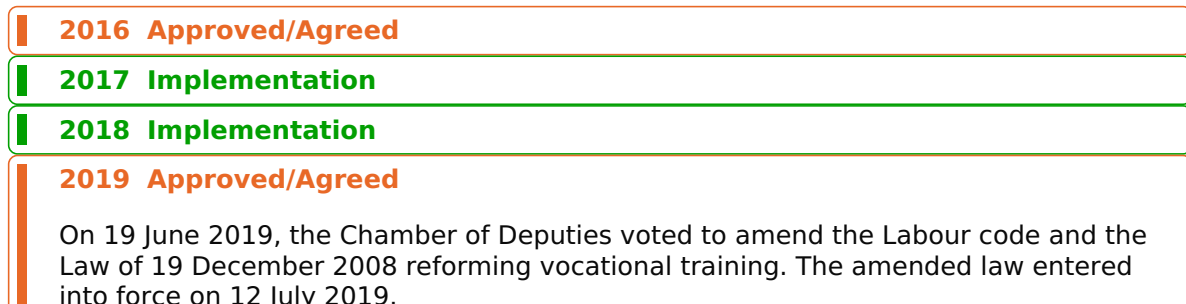 2016 Approved/Agreed
2017 Implementation
2018 Implementation
2019 Approved/Agreed
On 19 June 2019, the Chamber of Deputies voted to amend the Labour code and the
Law of 19 December 2008 reforming vocational training. The amended law entered
into force on 12 July 2019.